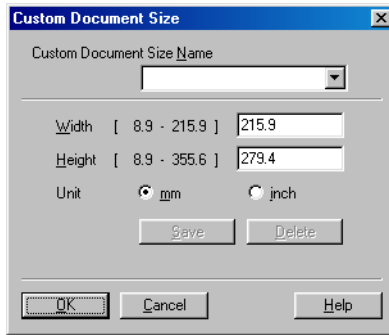 Custom Document Size
Custom Document Size Name
Width [ 8.9 - 215.9 ] 215.9
Height [ 8.9 - 355.6 ] 279.4
Unit mm inch
Save Delete
OK Cancel Help